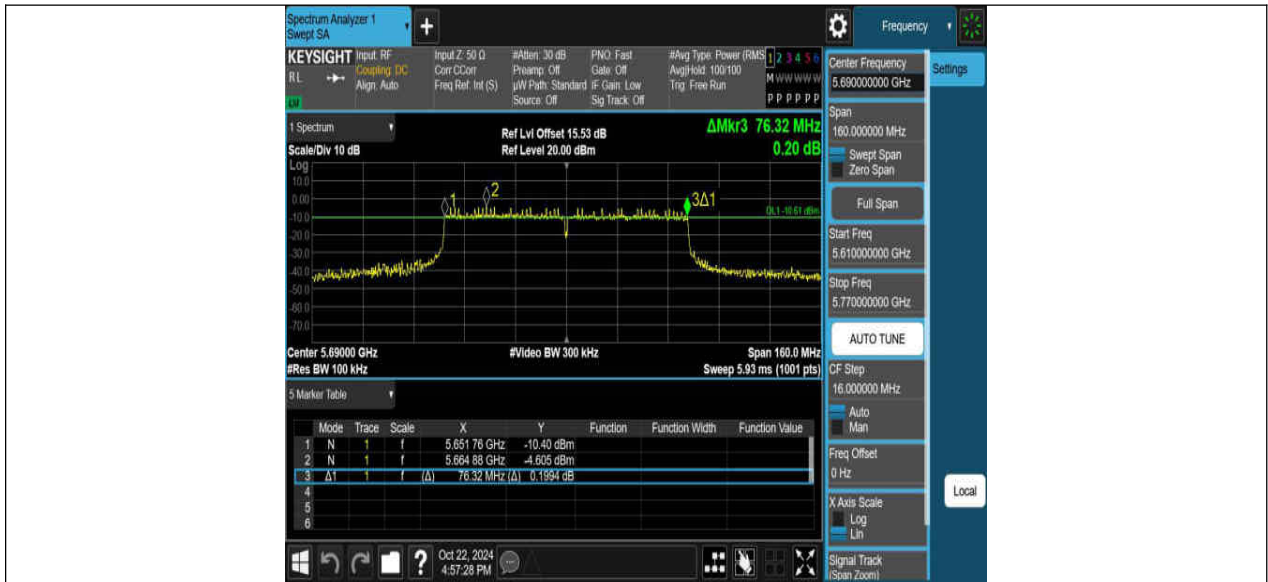 Spectrum Analyzer 1
Swept SA
+
Frequency
KEYSIGHT
RL
Input: RF
Coupling: DC
Align: Auto
Input Z: 50 Ω
Corr CCorr
Freq Ref: Int (S)
#Atten: 30 dB
Preamp: Off
µW Path: Standard
Source: Off
PNO: Fast
Gate: Off
IF Gain: Low
Sig Track: Off
#Avg Type: Power (RMS
Avg|Hold: 100/100
Trig: Free Run
1 2 3 4 5 6
M W W W W W
P P P P P P
1 Spectrum
Scale/Div 10 dB
Ref Lvl Offset 15.53 dB
Ref Level 20.00 dBm
ΔMkr3 76.32 MHz
0.20 dB
Log
10.0
0.00
-10.0
-20.0
-30.0
-40.0
-50.0
-60.0
-70.0
1
2
3Δ1
DL1 -10.61 dBm
Center 5.69000 GHz
#Res BW 100 kHz
#Video BW 300 kHz
Span 160.0 MHz
Sweep 5.93 ms (1001 pts)
5 Marker Table
Mode Trace Scale X Y Function Function Width Function Value
1 N 1 f 5.651 76 GHz -10.40 dBm
2 N 1 f 5.664 88 GHz -4.605 dBm
3 Δ1 1 f (Δ) 76.32 MHz (Δ) 0.1994 dB
4
5
6
?
Oct 22, 2024
4:57:28 PM
Center Frequency
5.690000000 GHz
Span
160.000000 MHz
Swept Span
Zero Span
Full Span
Start Freq
5.610000000 GHz
Stop Freq
5.770000000 GHz
AUTO TUNE
CF Step
16.000000 MHz
Auto
Man
Freq Offset
0 Hz
X Axis Scale
Log
Lin
Signal Track
(Span Zoom)
Settings
Local